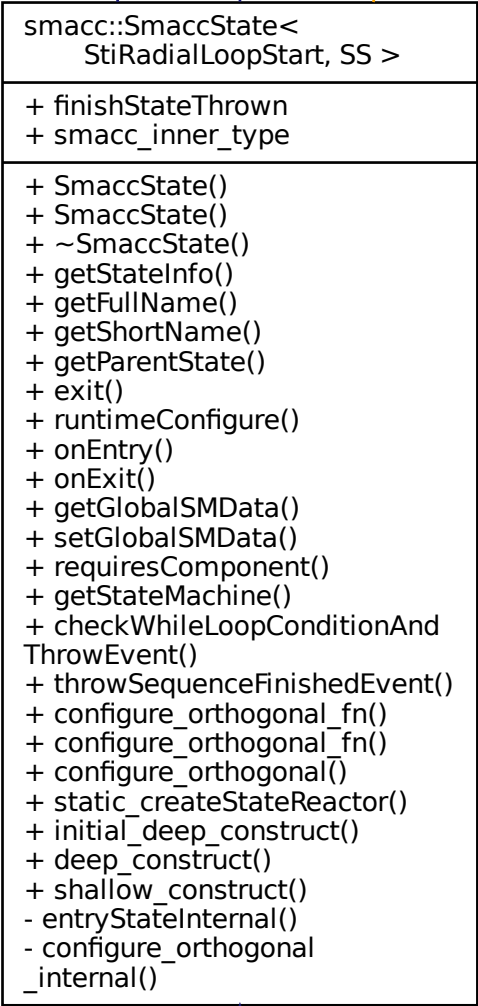 smacc::SmaccState<
StiRadialLoopStart, SS >
+ finishStateThrown
+ smacc_inner_type
+ SmaccState()
+ SmaccState()
+ ~SmaccState()
+ getStateInfo()
+ getFullName()
+ getShortName()
+ getParentState()
+ exit()
+ runtimeConfigure()
+ onEntry()
+ onExit()
+ getGlobalSMData()
+ setGlobalSMData()
+ requiresComponent()
+ getStateMachine()
+ checkWhileLoopConditionAnd
ThrowEvent()
+ throwSequenceFinishedEvent()
+ configure_orthogonal_fn()
+ configure_orthogonal_fn()
+ configure_orthogonal()
+ static_createStateReactor()
+ initial_deep_construct()
+ deep_construct()
+ shallow_construct()
- entryStateInternal()
- configure_orthogonal
_internal()